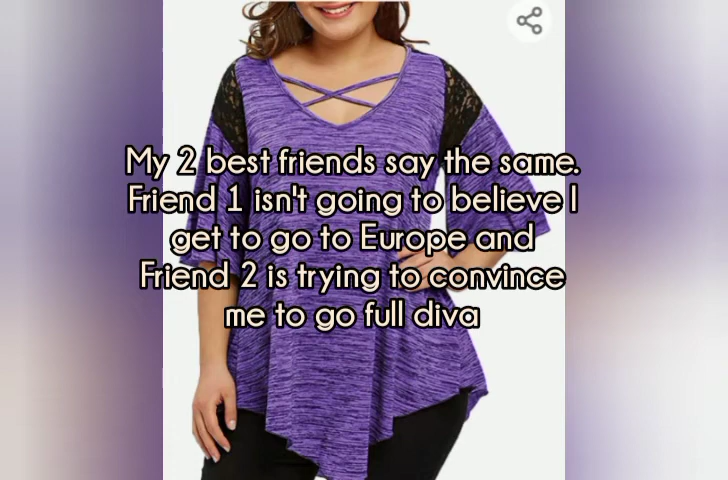 My 2 best friends say the same.
Friend 1 isn't going to believe I
get to go to Europe and
Friend 2 is trying to convince
me to go full diva